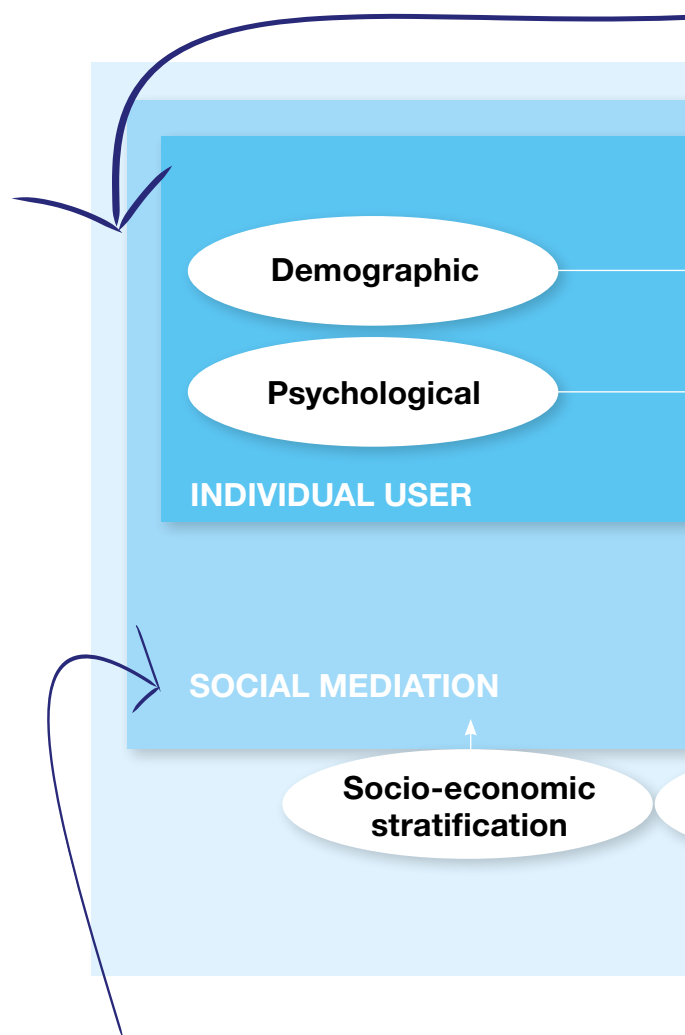 Demographic
Psychological
INDIVIDUAL USER
SOCIAL MEDIATION
Socio-economic
stratification